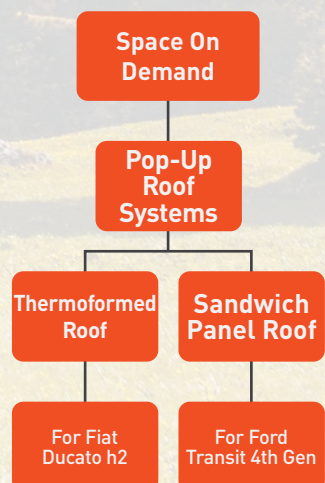 Space On
Demand
Pop-Up
Roof
Systems
Thermoformed
Roof
Sandwich
Panel Roof
For Fiat
Ducato h2
For Ford
Transit 4th Gen